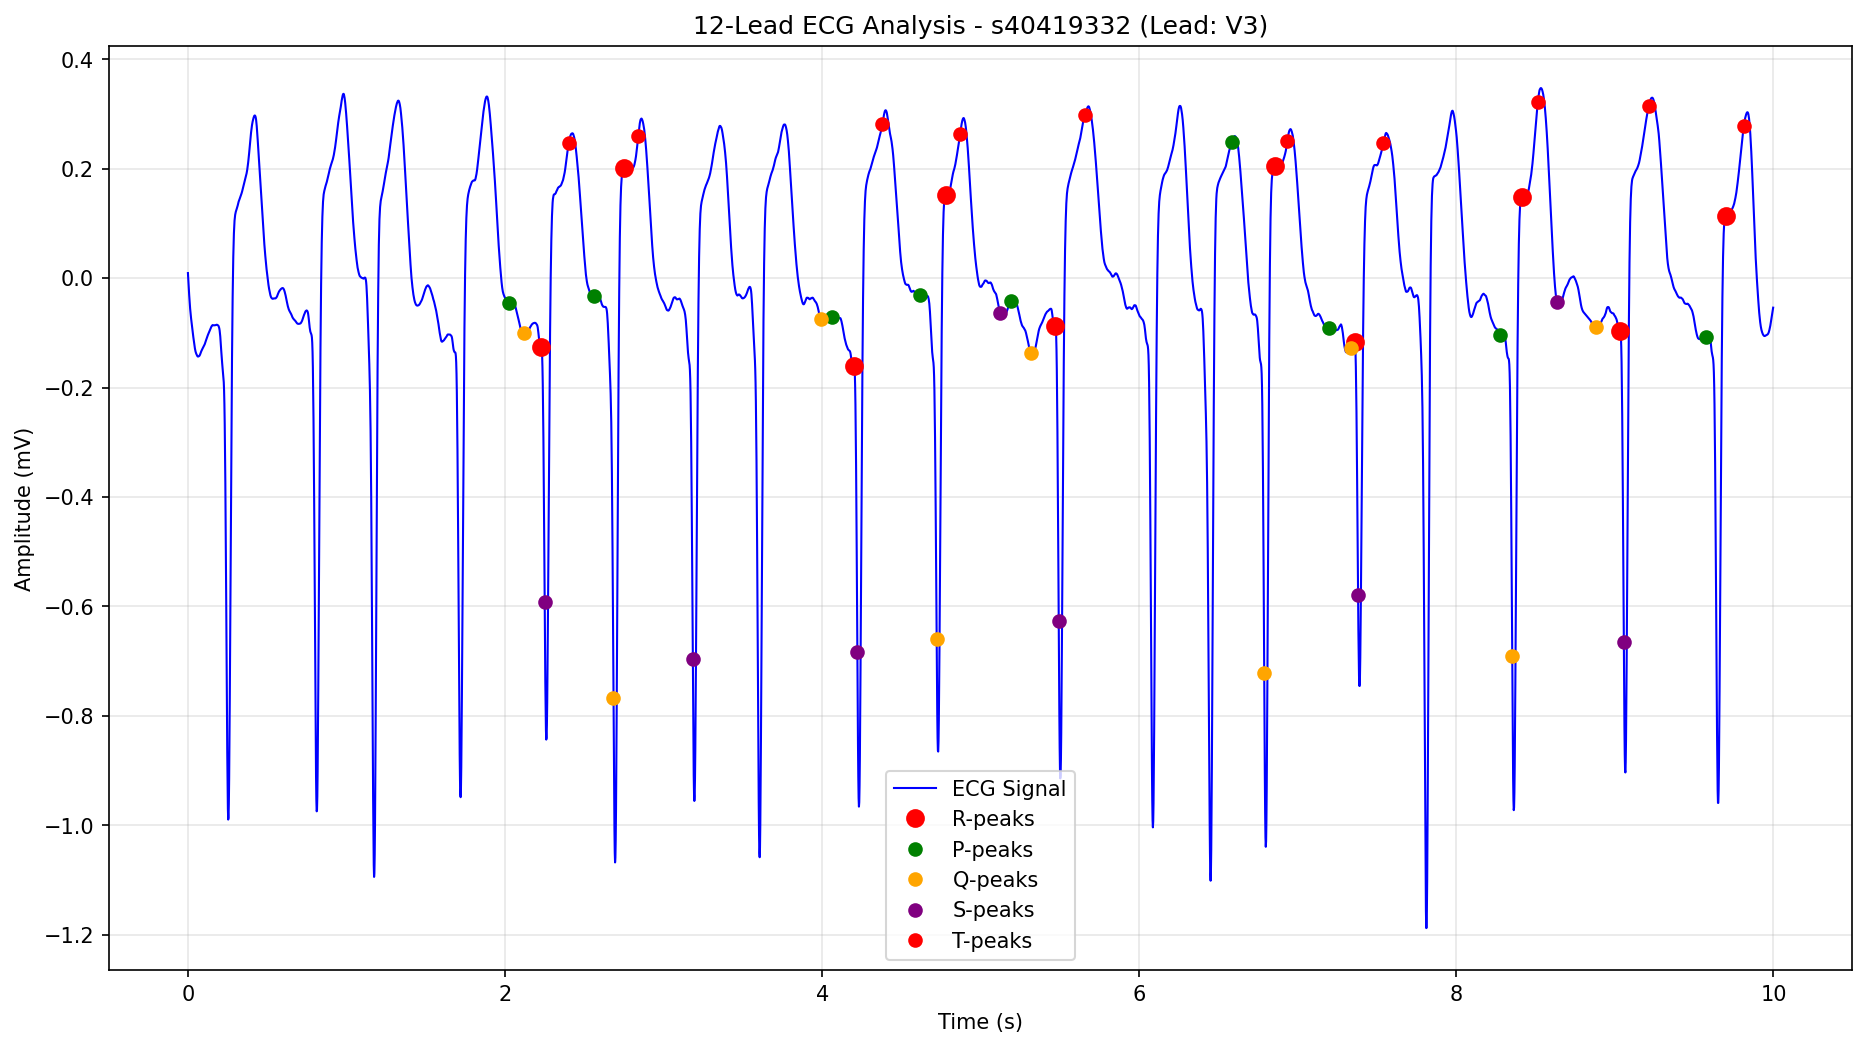 12-Lead ECG Analysis - s40419332 (Lead: V3)
0.4
0.2
0.0
−0.2
−0.4
−0.6
−0.8
−1.0
−1.2
Amplitude (mV)
ECG Signal
R-peaks
P-peaks
Q-peaks
S-peaks
T-peaks
0 2 4 6 8 10
Time (s)